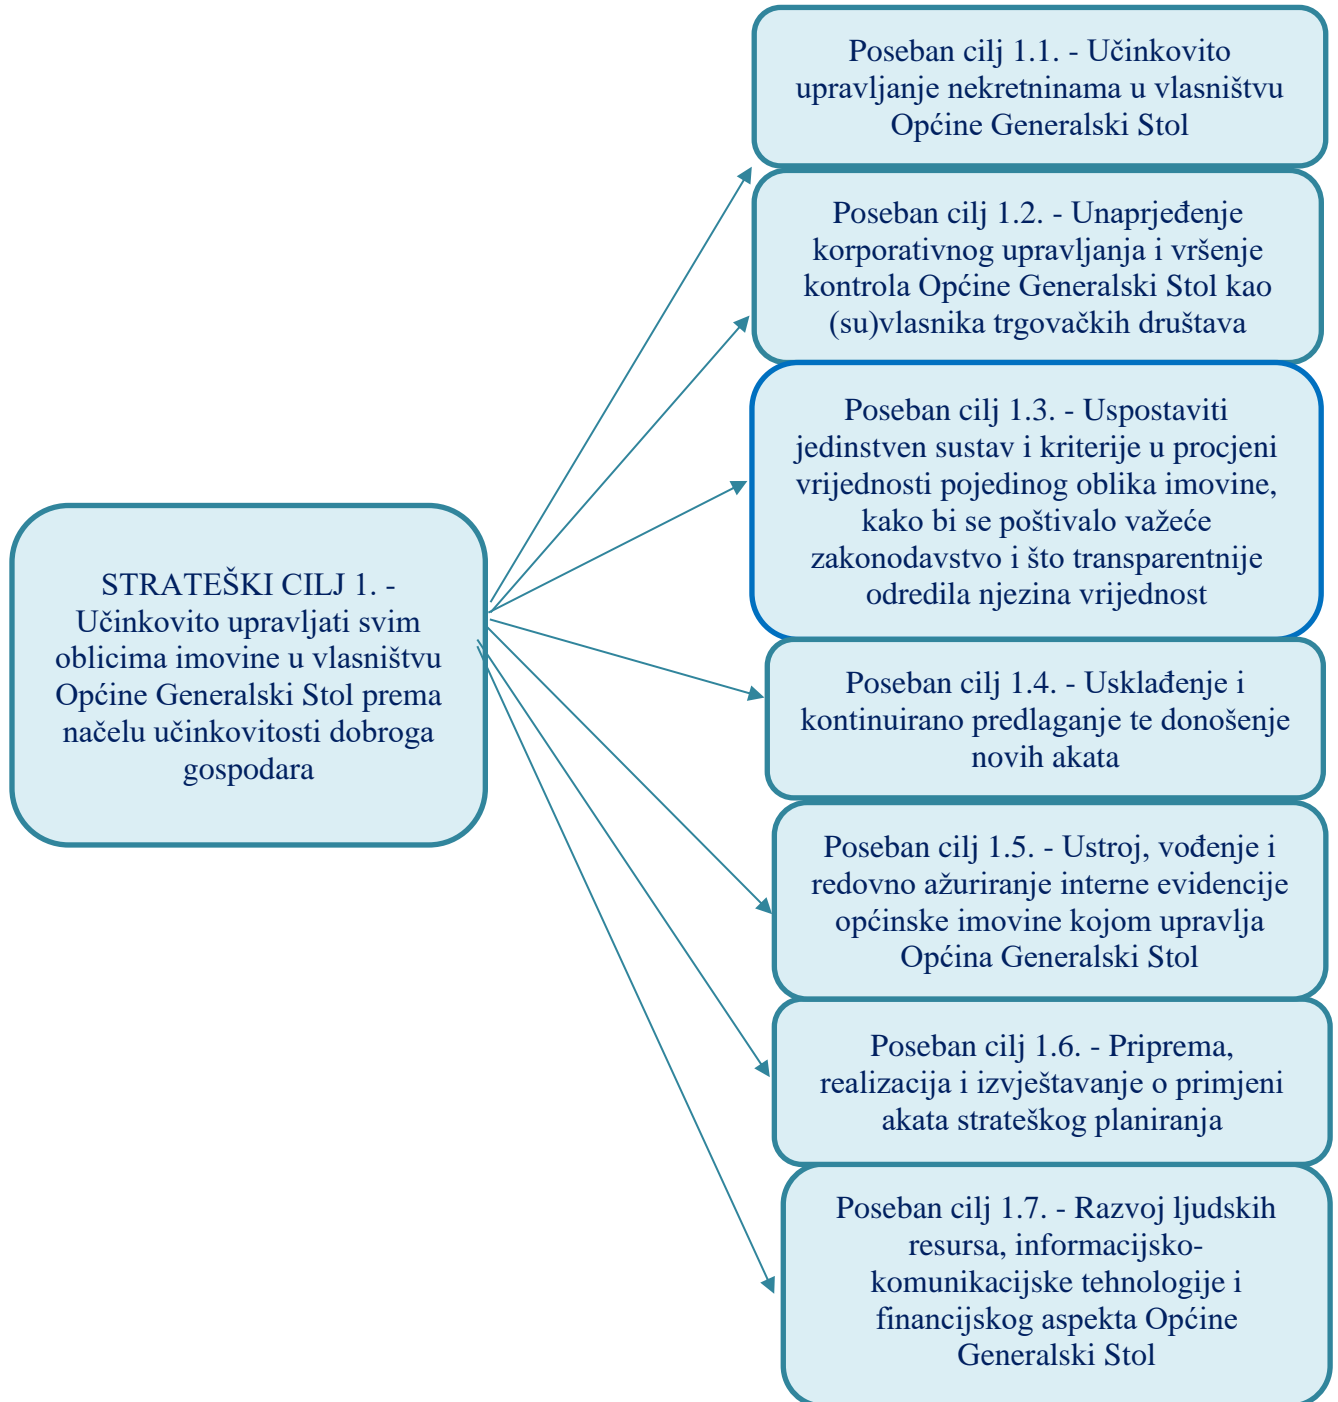 Poseban cilj 1.1. - Učinkovito
upravljanje nekretninama u vlasništvu
Općine Generalski Stol
Poseban cilj 1.2. - Unaprjeđenje
korporativnog upravljanja i vršenje
kontrola Općine Generalski Stol kao
(su)vlasnika trgovačkih društava
Poseban cilj 1.3. - Uspostaviti
jedinstven sustav i kriterije u procjeni
vrijednosti pojedinog oblika imovine,
kako bi se poštivalo važeće
zakonodavstvo i što transparentnije
odredila njezina vrijednost
STRATEŠKI CILJ 1. -
Učinkovito upravljati svim
oblicima imovine u vlasništvu
Općine Generalski Stol prema
načelu učinkovitosti dobroga
gospodara
Poseban cilj 1.4. - Usklađenje i
kontinuirano predlaganje te donošenje
novih akata
Poseban cilj 1.5. - Ustroj, vođenje i
redovno ažuriranje interne evidencije
općinske imovine kojom upravlja
Općina Generalski Stol
Poseban cilj 1.6. - Priprema,
realizacija i izvještavanje o primjeni
akata strateškog planiranja
Poseban cilj 1.7. - Razvoj ljudskih
resursa, informacijsko-
komunikacijske tehnologije i
financijskog aspekta Općine
Generalski Stol